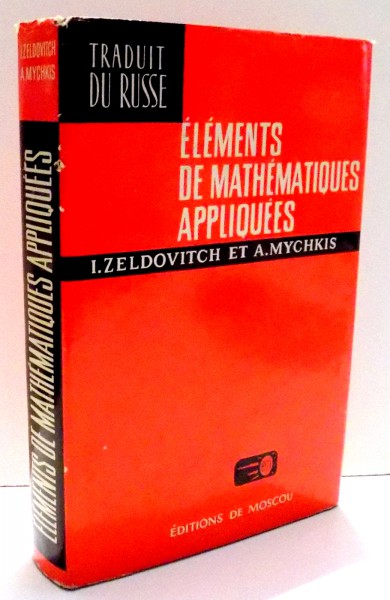 I.ZELDOVITCH
A.MYCHKIS
ÉLÉMENTS DE MATHÉMATIQUES APPLIQUÉES
TRADUIT
DU RUSSE
ÉLÉMENTS
DE MATHÉMATIQUES
APPLIQUÉES
I.ZELDOVITCH ET A.MYCHKIS
ÉDITIONS DE MOSCOU